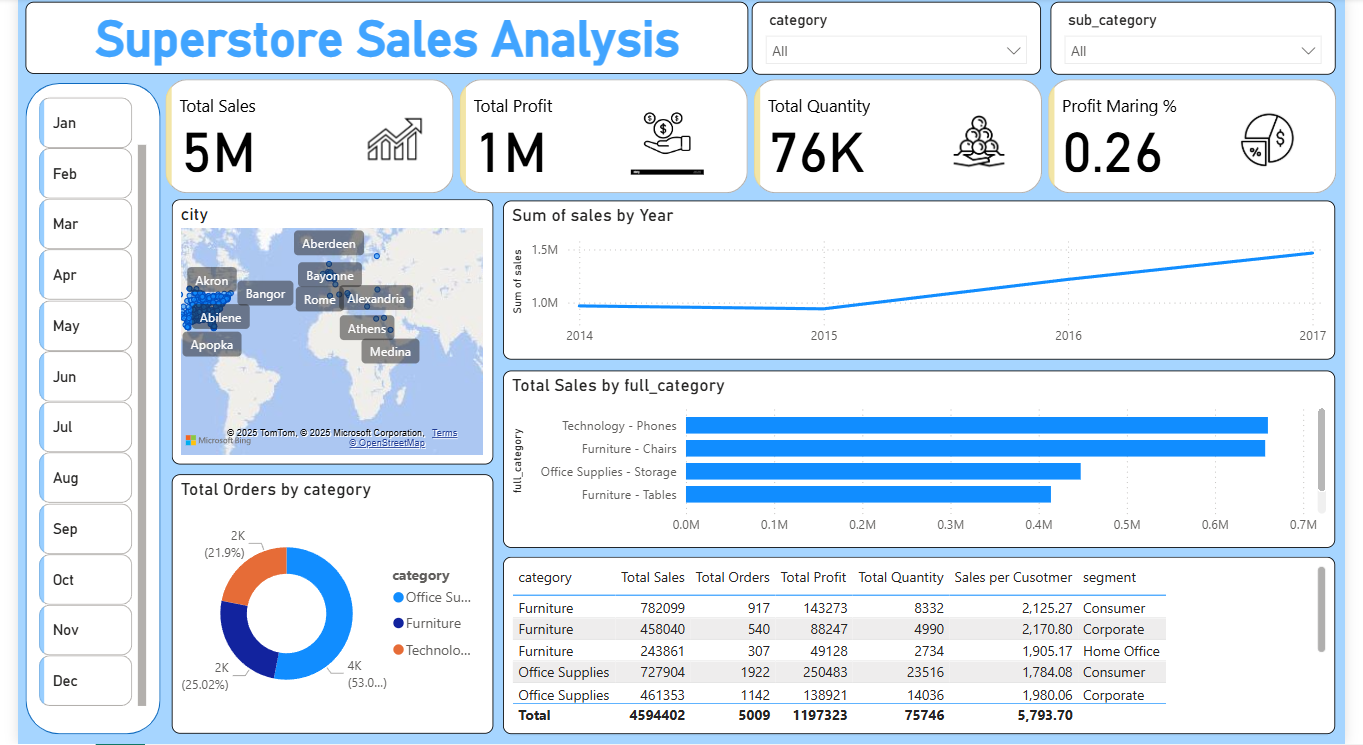 Superstore Sales Analysis
category
All
sub_category
All
Jan
Feb
Mar
Apr
May
Jun
Jul
Aug
Sep
Oct
Nov
Dec
Total Sales
5M
Total Profit
1M
Total Quantity
76K
Profit Maring %
0.26
city
Aberdeen
Akron
Bayonne
Bangor
Rome
Alexandria
Abilene
Athens
Apopka
Medina
© 2025 TomTom, © 2025 Microsoft Corporation, Terms
Microsoft Bing
© OpenStreetMap
Sum of sales by Year
Sum of sales
1.5M
1.0M
2014 2015 2016 2017
Total Sales by full_category
full_category
Technology - Phones
Furniture - Chairs
Office Supplies - Storage
Furniture - Tables
0.0M 0.1M 0.2M 0.3M 0.4M 0.5M 0.6M 0.7M
Total Orders by category
2K
(21.9%)
2K
(25.02%)
4K
(53.0...)
category
Office Su...
Furniture
Technolo...
category Total Sales Total Orders Total Profit Total Quantity Sales per Cusotmer segment
Furniture 782099 917 143273 8332 2,125.27 Consumer
Furniture 458040 540 88247 4990 2,170.80 Corporate
Furniture 243861 307 49128 2734 1,905.17 Home Office
Office Supplies 727904 1922 250483 23516 1,784.08 Consumer
Office Supplies 461353 1142 138921 14036 1,980.06 Corporate
Total 4594402 5009 1197323 75746 5,793.70